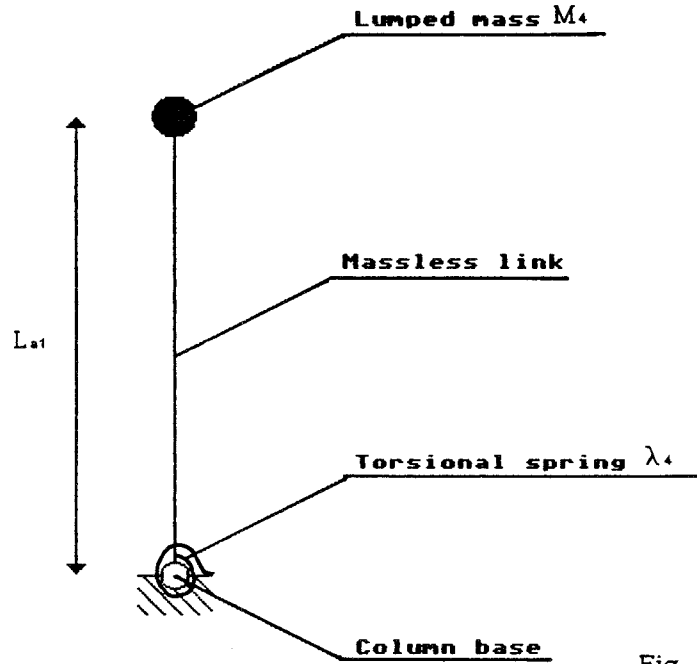 Lumped mass M₄
Massless link
Lₐ₁
Torsional spring λ₄
Column base
Fig